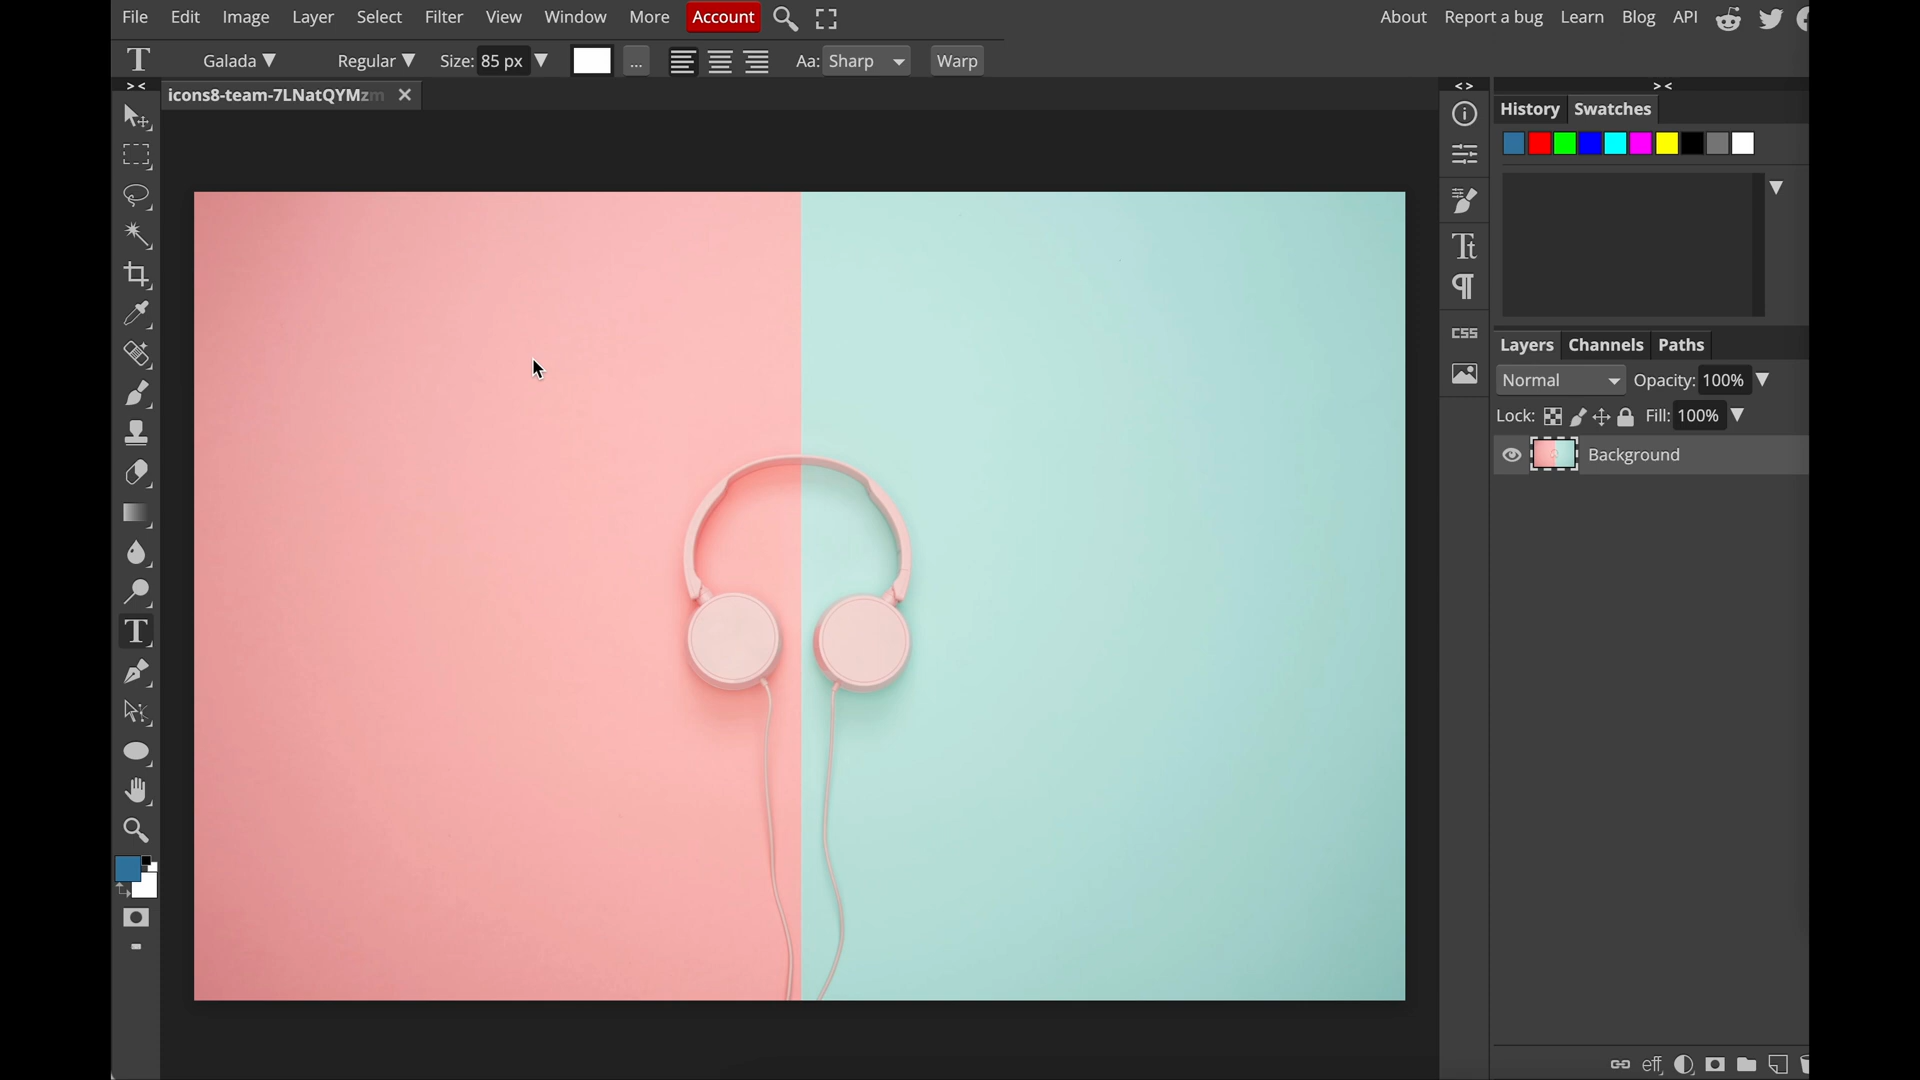 File Edit Image Layer Select Filter View Window More Account About Report a bug Learn Blog API
T Galada Regular Size: 85 px ... Aa: Sharp Warp
icons8-team-7LNatQYMzm
History Swatches
Tt
¶
CSS
Layers Channels Paths
Normal Opacity: 100%
Lock: Fill: 100%
Background
T
eff